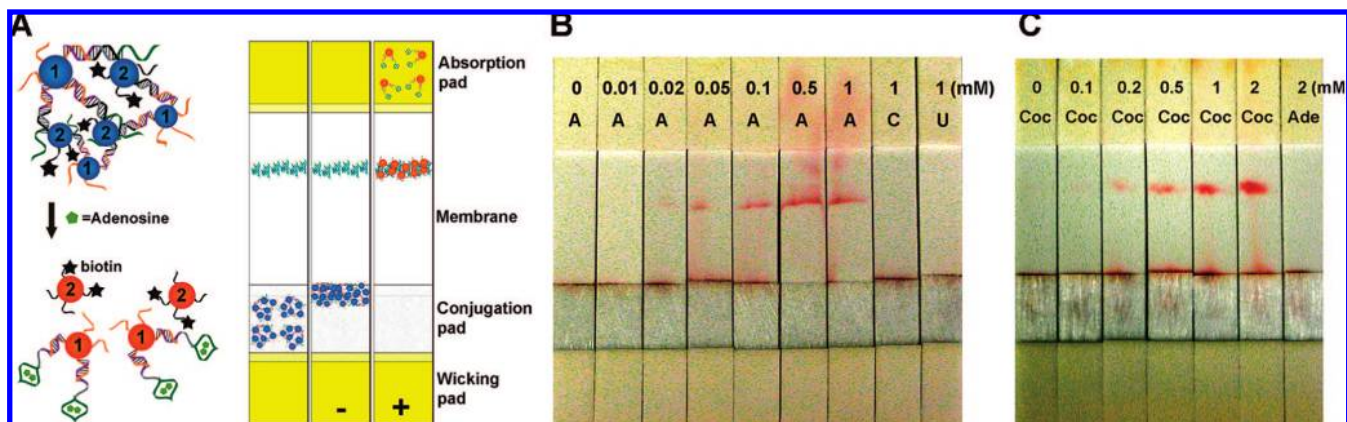 A
1
2
2
2
1
1
=Adenosine
biotin
2
2
1
1
Absorption
pad
Membrane
Conjugation
pad
Wicking
pad
-
+
B
0 0.01 0.02 0.05 0.1 0.5 1 1 1 (mM)
A A A A A A A C U
C
0 0.1 0.2 0.5 1 2 2 (mM
Coc Coc Coc Coc Coc Coc Ade